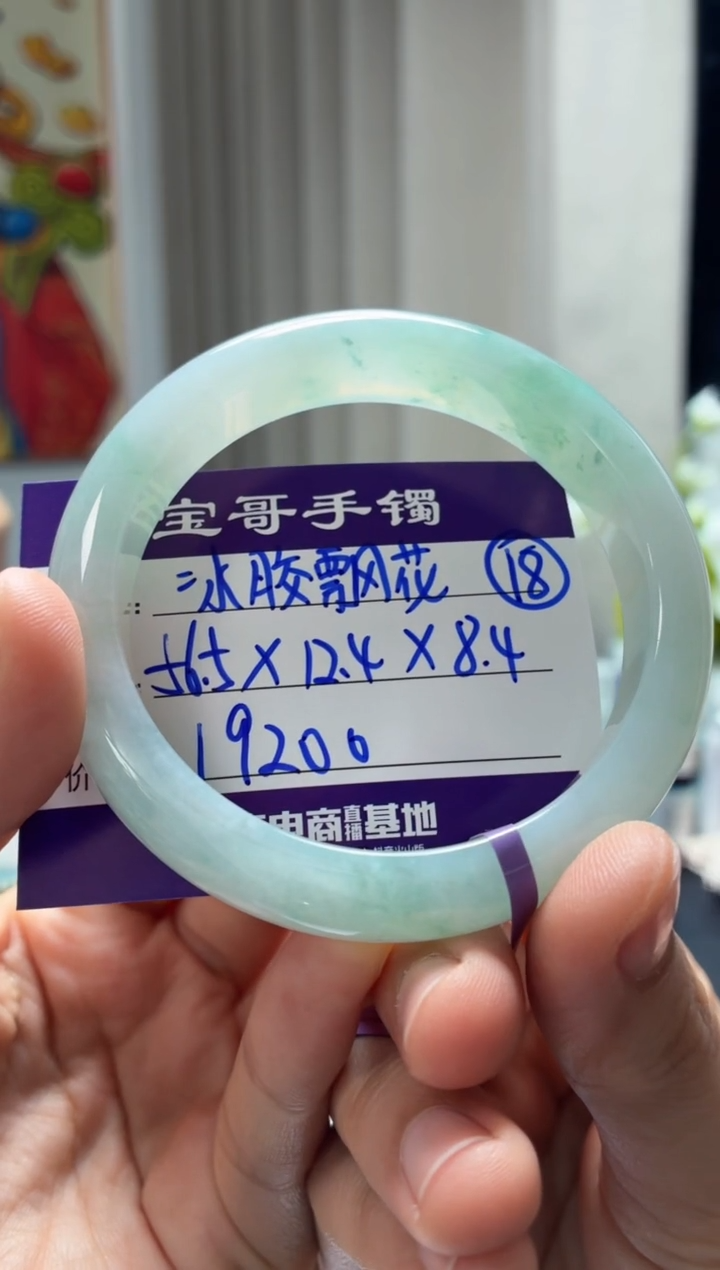 宝哥手镯
冰胶飘花 ⑱
56.5×12.4×8.4
价
19200
电商直播基地